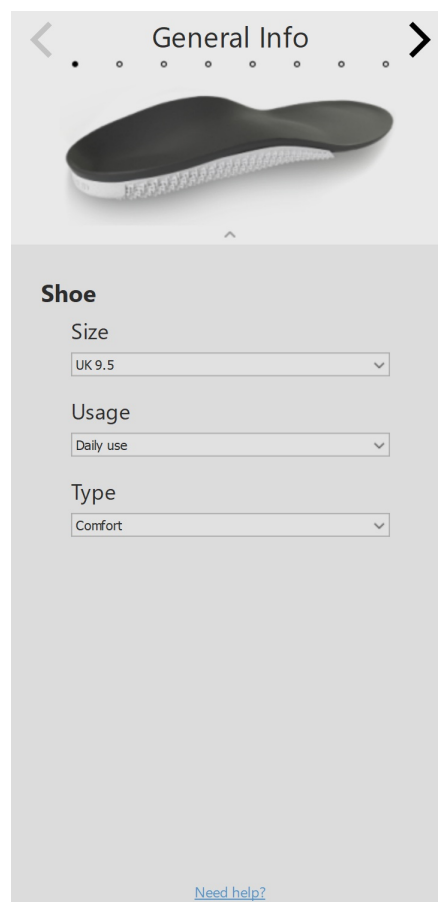 General Info
Shoe
Size
UK 9.5
Usage
Daily use
Type
Comfort
Need help?